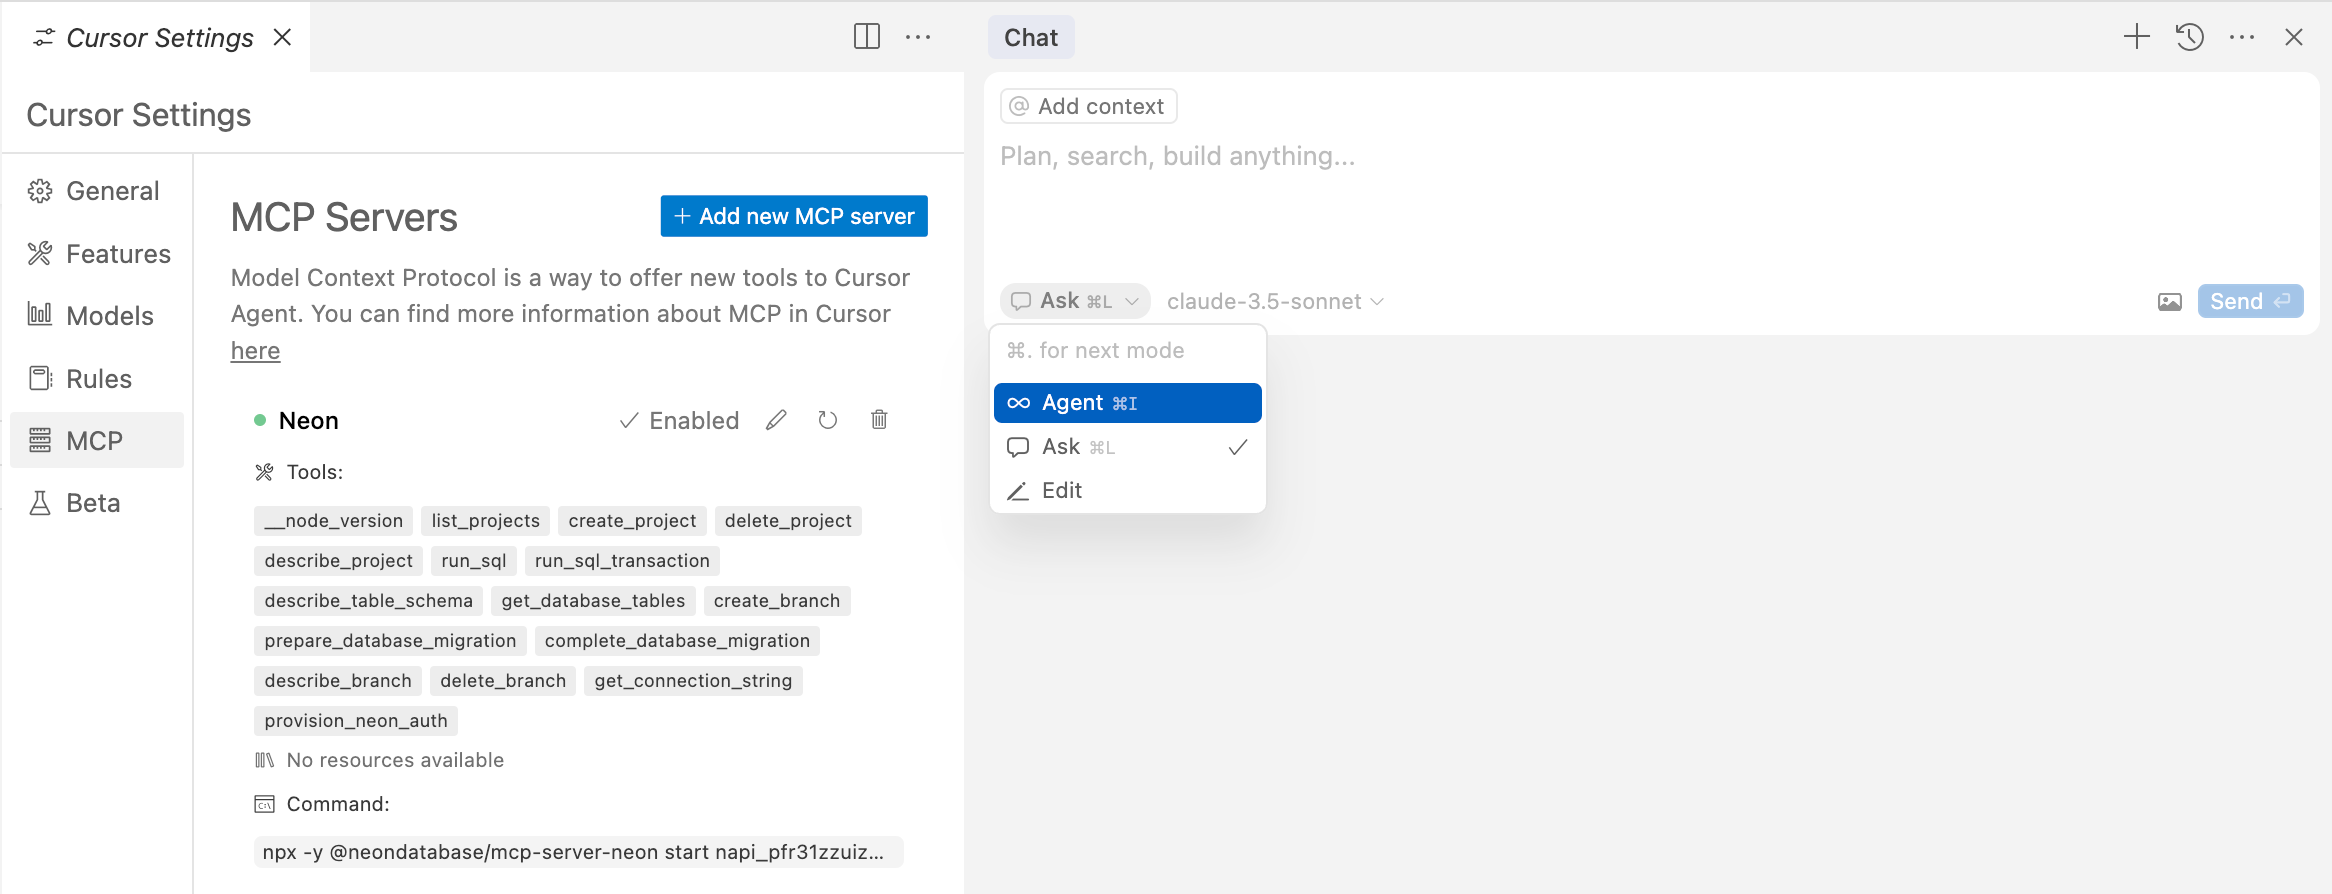 Cursor Settings
Cursor Settings
General
Features
Models
Rules
MCP
Beta
MCP Servers
+ Add new MCP server
Model Context Protocol is a way to offer new tools to Cursor
Agent. You can find more information about MCP in Cursor
here
Neon
Enabled
Tools:
__node_version list_projects create_project delete_project
describe_project run_sql run_sql_transaction
describe_table_schema get_database_tables create_branch
prepare_database_migration complete_database_migration
describe_branch delete_branch get_connection_string
provision_neon_auth
No resources available
Command:
npx -y @neondatabase/mcp-server-neon start napi_pfr31zzuiz...
Chat
@ Add context
Plan, search, build anything...
Ask ⌘L claude-3.5-sonnet
Send
⌘. for next mode
Agent ⌘I
Ask ⌘L
Edit